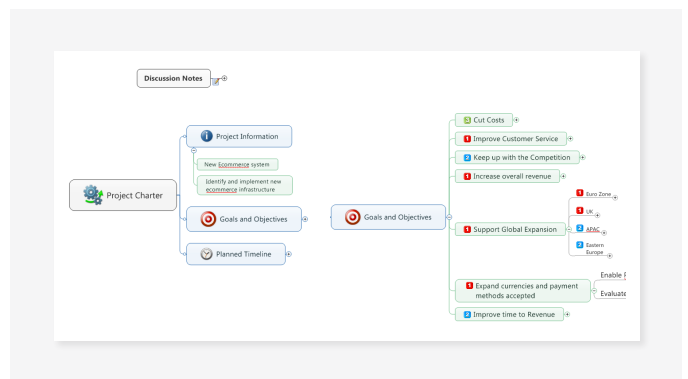 Discussion Notes
Project Charter
Project Information
New Ecommerce system
Identify and implement new
ecommerce infrastructure
Goals and Objectives
Planned Timeline
Goals and Objectives
Cut Costs
1 Improve Customer Service
2 Keep up with the Competition
1 Increase overall revenue
1 Support Global Expansion
1 Euro Zone
1 UK
2 APAC
2 Eastern
Europe
1 Expand currencies and payment
methods accepted
Enable
Evaluate
2 Improve time to Revenue